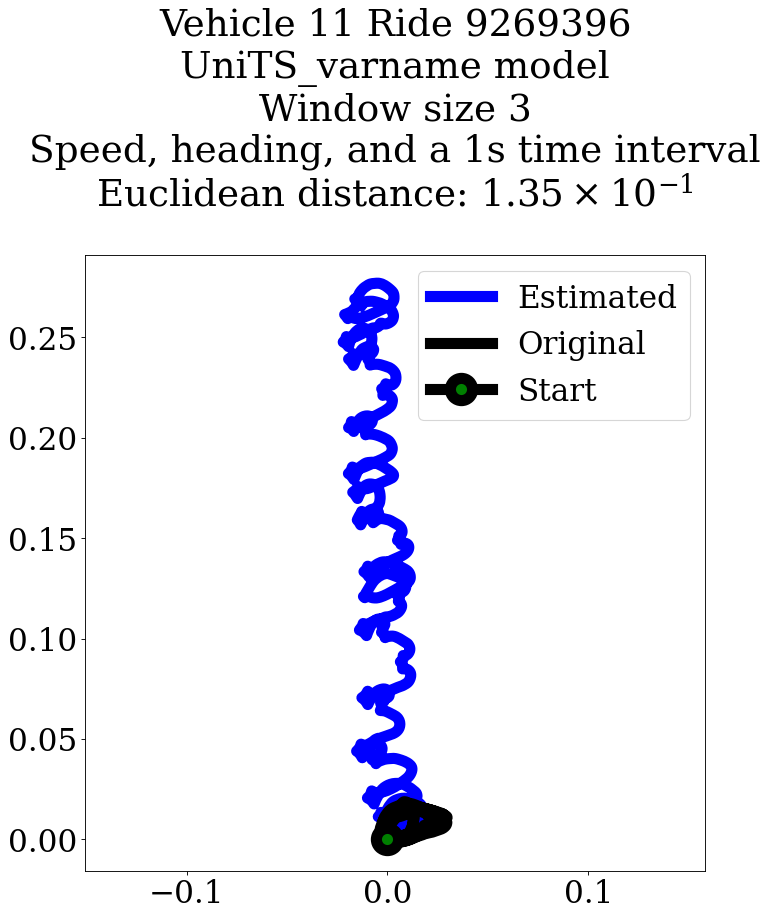 Vehicle 11 Ride 9269396
UniTS_varname model
Window size 3
Speed, heading, and a 1s time interval
Euclidean distance: 1.35 × 10⁻¹
Estimated
Original
Start
0.25
0.20
0.15
0.10
0.05
0.00
−0.1
0.0
0.1